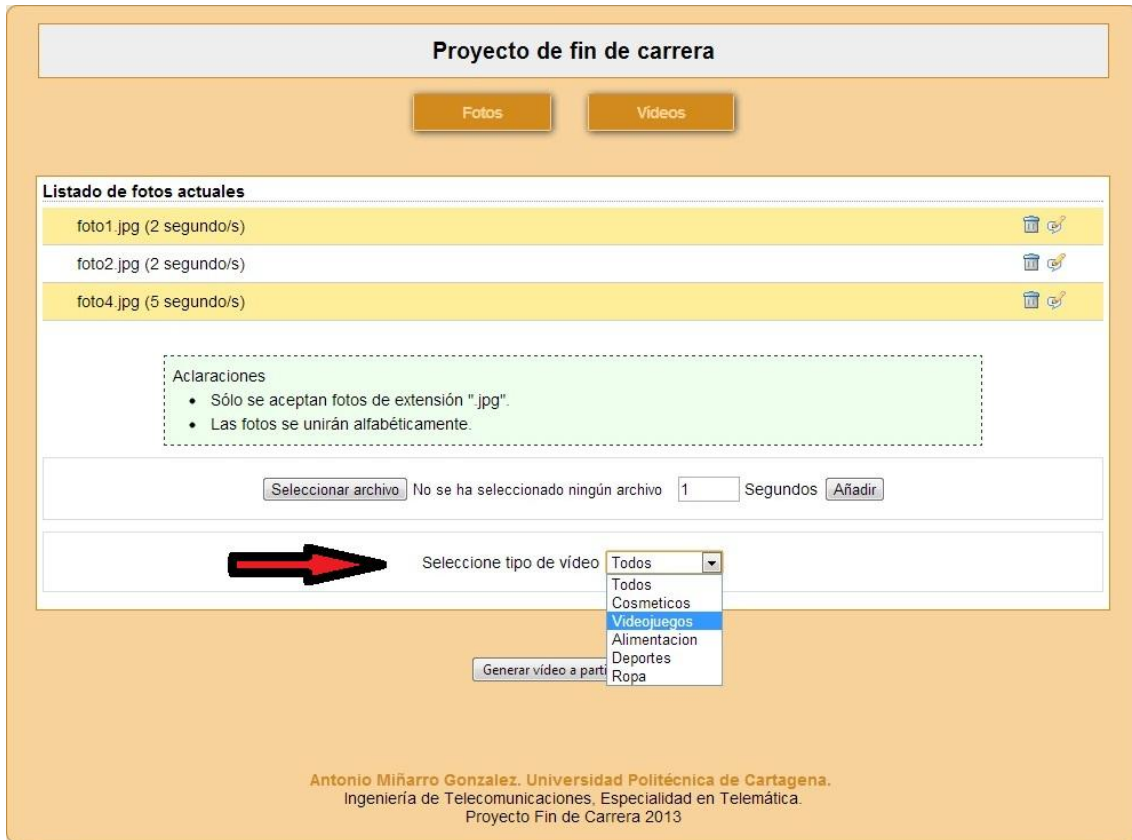 Proyecto de fin de carrera
Fotos
Videos
Listado de fotos actuales
foto1.jpg (2 segundo/s)
foto2.jpg (2 segundo/s)
foto4.jpg (5 segundo/s)
Aclaraciones
• Sólo se aceptan fotos de extensión ".jpg".
• Las fotos se unirán alfabéticamente.
Seleccionar archivo No se ha seleccionado ningún archivo 1 Segundos Añadir
Seleccione tipo de vídeo Todos
Todos
Cosmeticos
Videojuegos
Alimentacion
Deportes
Ropa
Generar vídeo a parti
Antonio Miñarro Gonzalez. Universidad Politécnica de Cartagena.
Ingeniería de Telecomunicaciones, Especialidad en Telemática.
Proyecto Fin de Carrera 2013